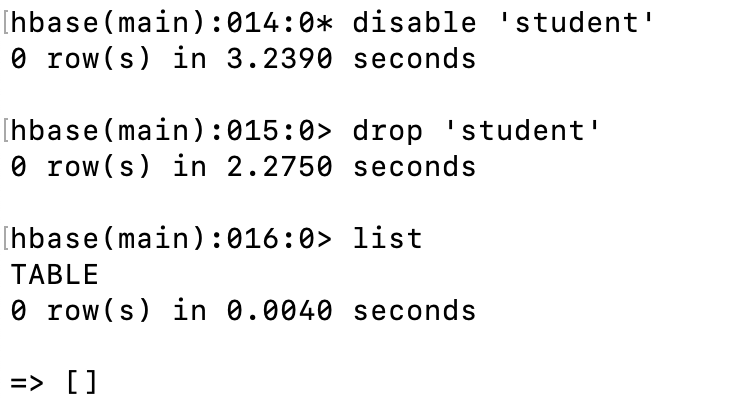 [hbase(main):014:0* disable 'student'
0 row(s) in 3.2390 seconds
[hbase(main):015:0> drop 'student'
0 row(s) in 2.2750 seconds
[hbase(main):016:0> list
TABLE
0 row(s) in 0.0040 seconds
=> []